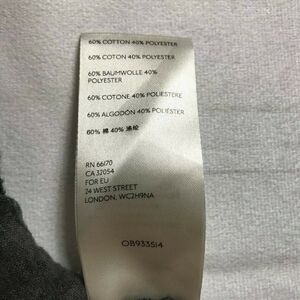 60% COTTON 40% POLYESTER
60% COTON 40% POLYESTER
60% BAUMWOLLE 40%
POLYESTER
60% COTONE 40% POLIESTERE
60% ALGODÓN 40% POLIÉSTER
60% 棉 40% 涤纶
RN 66170
CA 32054
FOR EU
24 WEST STREET
LONDON, WC2H9NA
OB933514